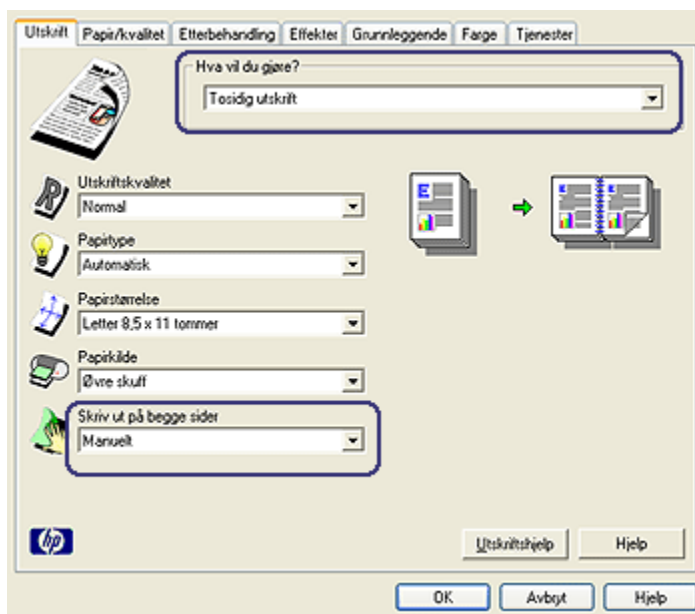 Utskrift Papir/kvalitet Etterbehandling Effekter Grunnleggende Farge Tjenester
Hva vil du gjøre?
Tosidig utskrift
Utskriftskvalitet
Normal
Papirtype
Automatisk
Papirstørrelse
Letter 8,5 x 11 tommer
Papirkilde
Øvre skuff
Skriv ut på begge sider
Manuelt
hp
Utskriftshjelp Hjelp
OK Avbryt Hjelp